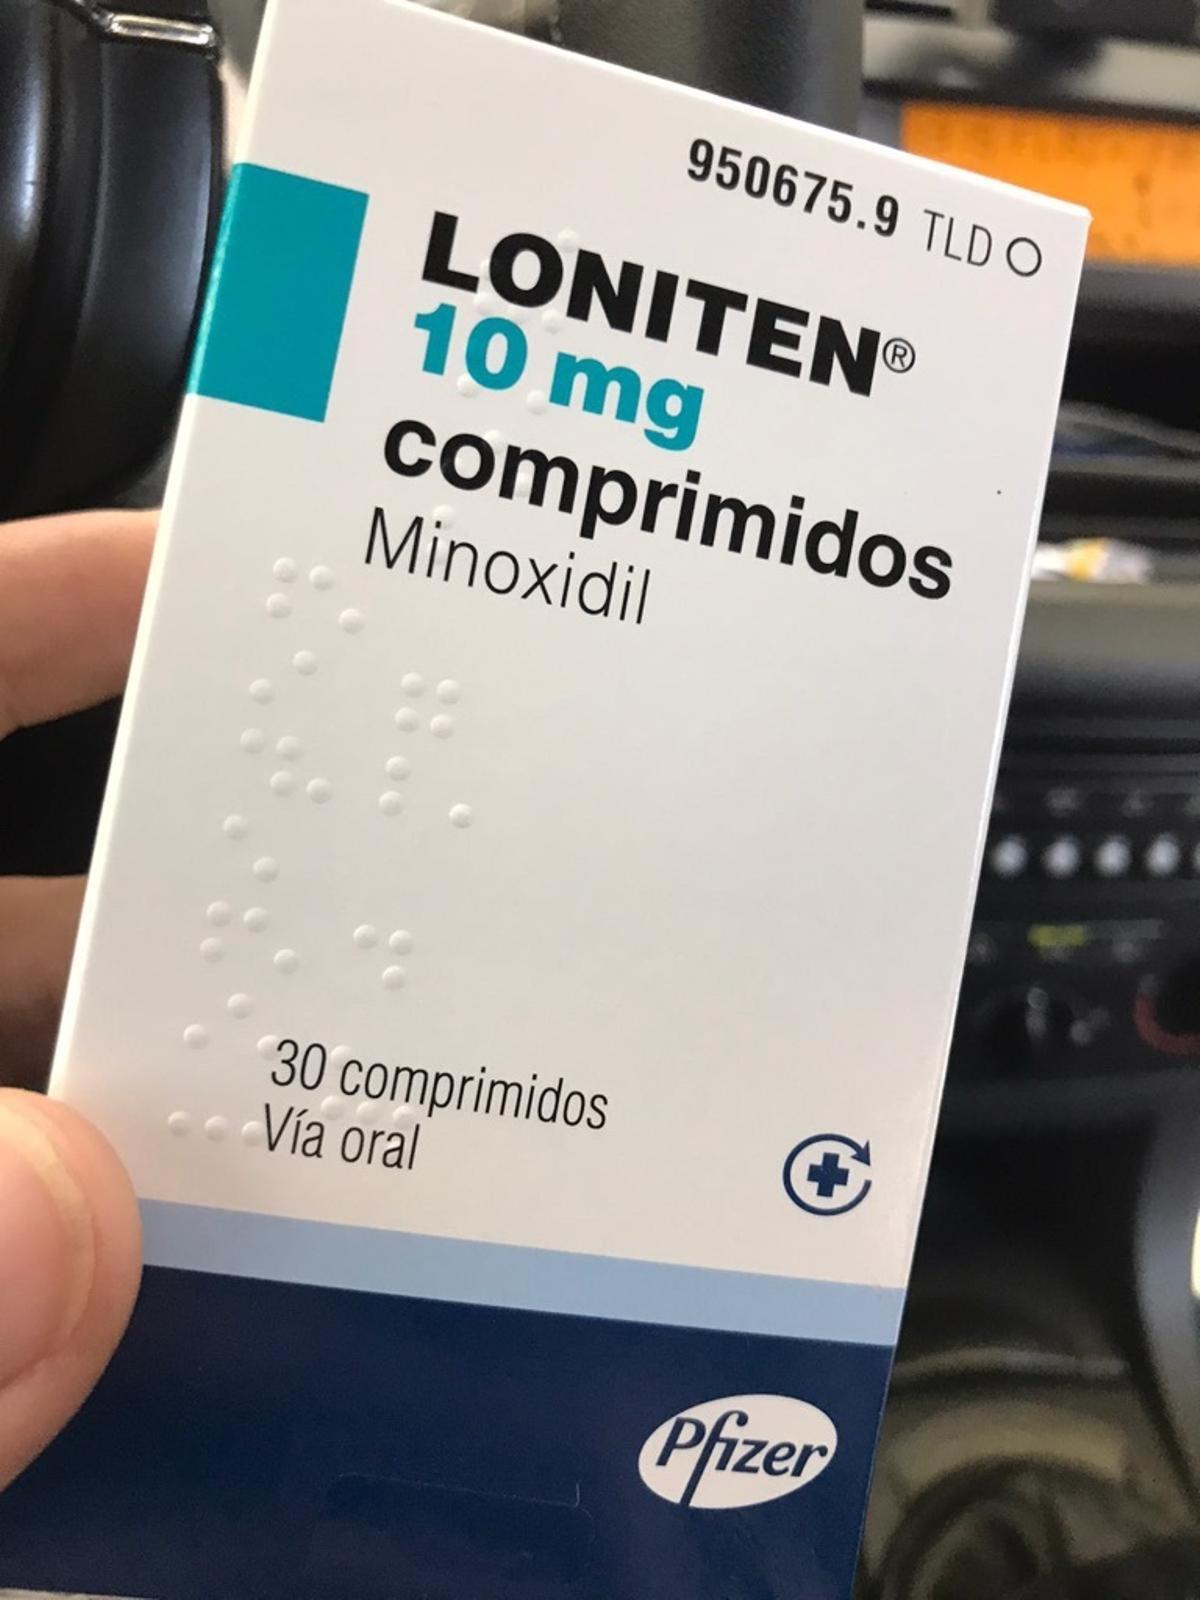 950675.9 TLD O
LONITEN®
10 mg
comprimidos
Minoxidil
30 comprimidos
Vía oral
Pfizer